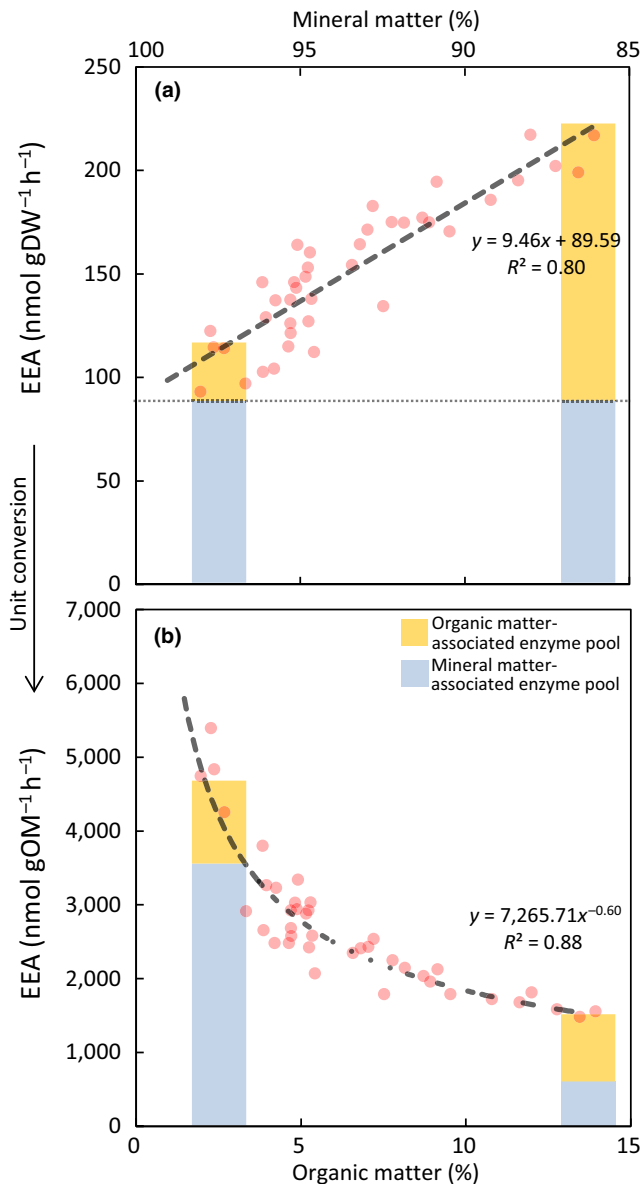 Mineral matter (%)
100 95 90 85
250
200
150
100
50
0
EEA (nmol gDW⁻¹ h⁻¹)
(a)
y = 9.46x + 89.59
R² = 0.80
Unit conversion
7,000
6,000
5,000
4,000
3,000
2,000
1,000
0
EEA (nmol gOM⁻¹ h⁻¹)
(b)
Organic matter-
associated enzyme pool
Mineral matter-
associated enzyme pool
y = 7,265.71x⁻⁰·⁶⁰
R² = 0.88
0 5 10 15
Organic matter (%)